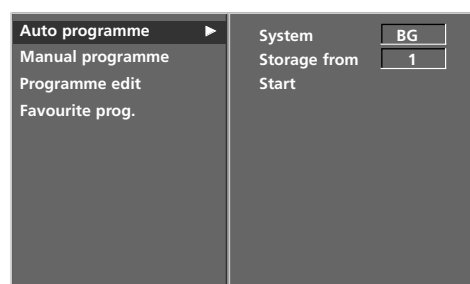 Auto programme ►
Manual programme
Programme edit
Favourite prog.
System BG
Storage from 1
Start